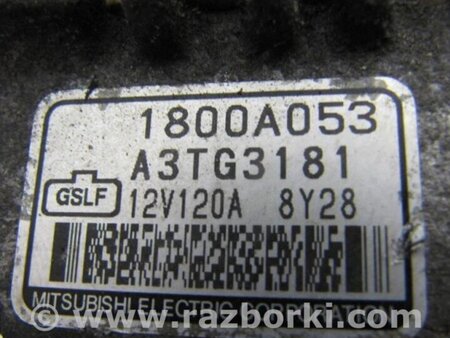 1800A053
A3TG3181
GSLF 12V120A 8Y28
MITSUBISHI ELECTRIC CORPORATION
www.razborki.com